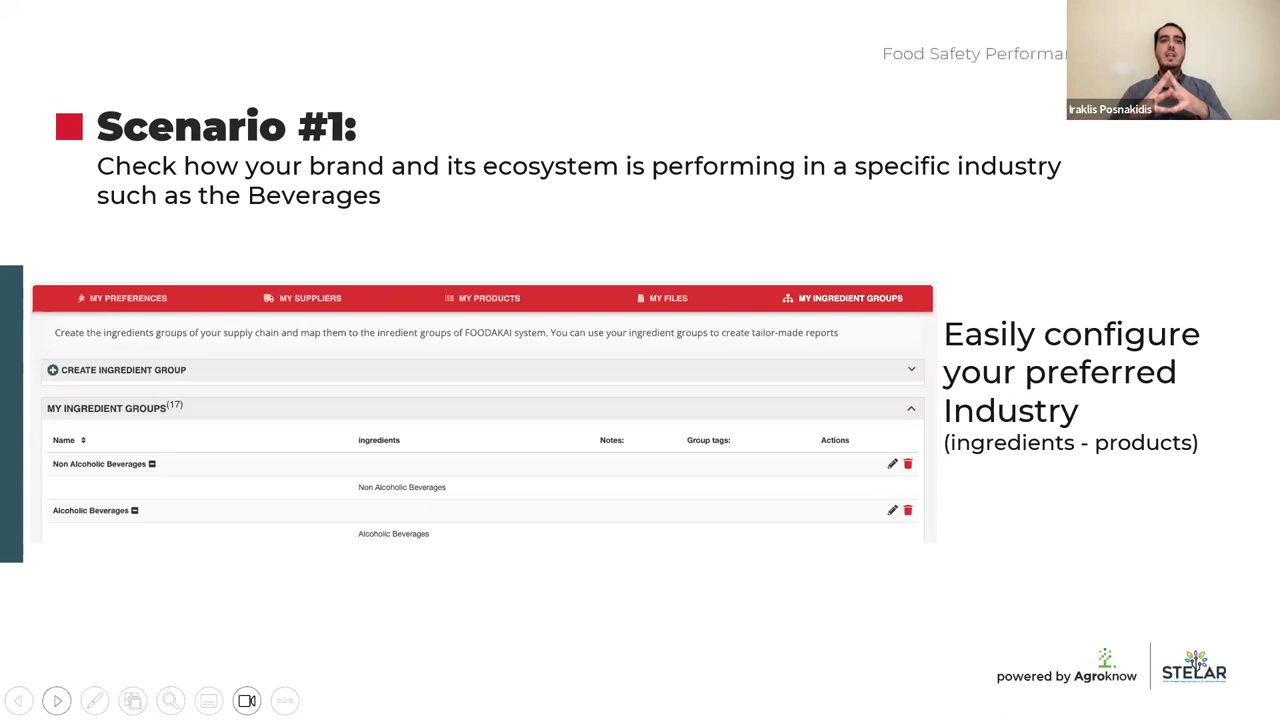 Food Safety Performa
Iraklis Posnakidis
Scenario #1:
Check how your brand and its ecosystem is performing in a specific industry
such as the Beverages
MY PREFERENCES
MY SUPPLIERS
MY PRODUCTS
MY FILES
MY INGREDIENT GROUPS
Create the ingredients groups of your supply chain and map them to the inredient groups of FOODAKAI system. You can use your ingredient groups to create tailor-made reports
CREATE INGREDIENT GROUP
MY INGREDIENT GROUPS(17)
Name ingredients Notes: Group tags: Actions
Non Alcoholic Beverages
Non Alcoholic Beverages
Alcoholic Beverages
Alcoholic Beverages
Easily configure
your preferred
Industry
(ingredients - products)
powered by Agroknow
STELAR